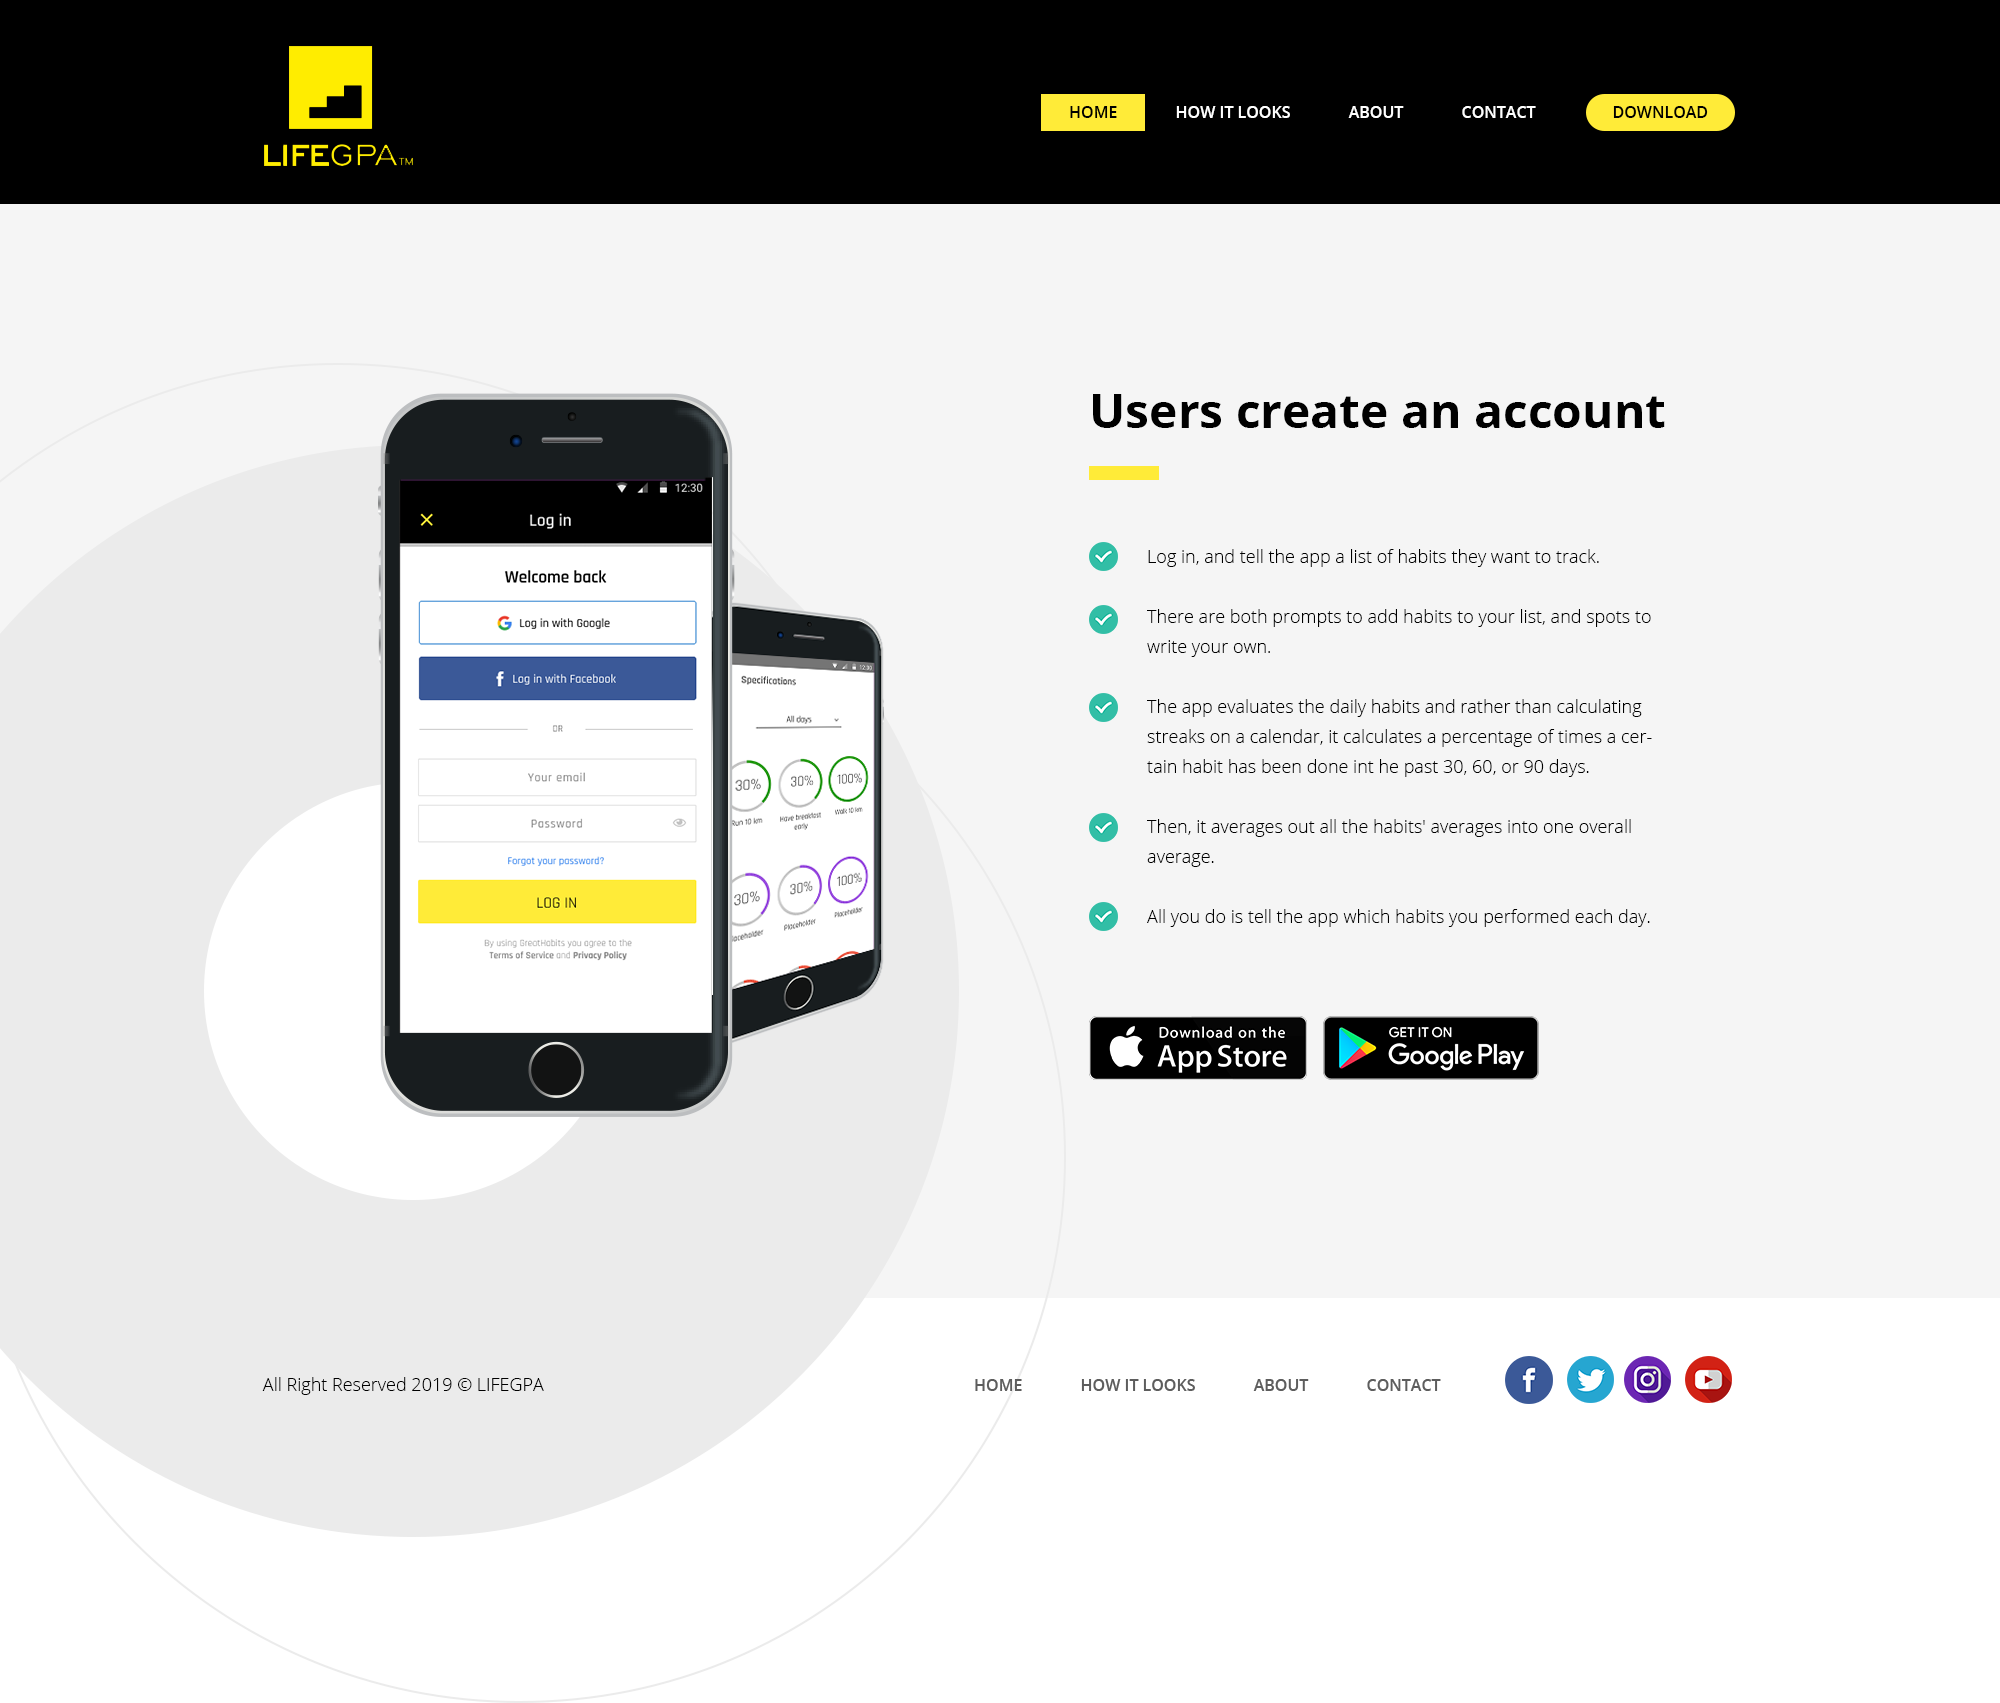 LIFEGPA™
HOME
HOW IT LOOKS
ABOUT
CONTACT
DOWNLOAD
12:30
Log in
Welcome back
Log in with Google
Log in with Facebook
OR
Your email
Password
Forgot your password?
LOG IN
By using GreatHabits you agree to the
Terms of Service and Privacy Policy
12:30
Specifications
All days
30%
30%
100%
Run 10 km
Have breakfast
early
Walk 10 km
30%
30%
100%
laceholder
Placeholder
Placeholder
Users create an account
Log in, and tell the app a list of habits they want to track.
There are both prompts to add habits to your list, and spots to
write your own.
The app evaluates the daily habits and rather than calculating
streaks on a calendar, it calculates a percentage of times a cer-
tain habit has been done int he past 30, 60, or 90 days.
Then, it averages out all the habits' averages into one overall
average.
All you do is tell the app which habits you performed each day.
Download on the
App Store
GET IT ON
Google Play
All Right Reserved 2019 © LIFEGPA
HOME
HOW IT LOOKS
ABOUT
CONTACT